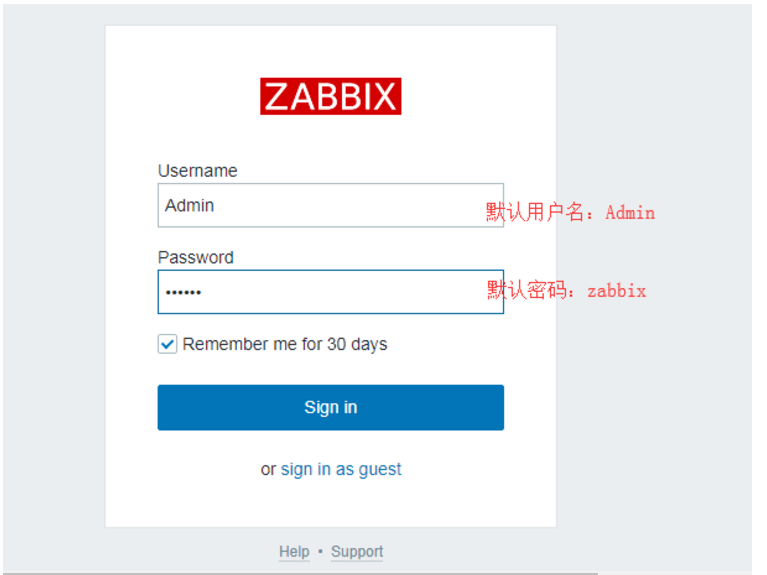 ZABBIX
Username
Admin
默认用户名：Admin
Password
••••••
默认密码：zabbix
Remember me for 30 days
Sign in
or sign in as guest
Help • Support